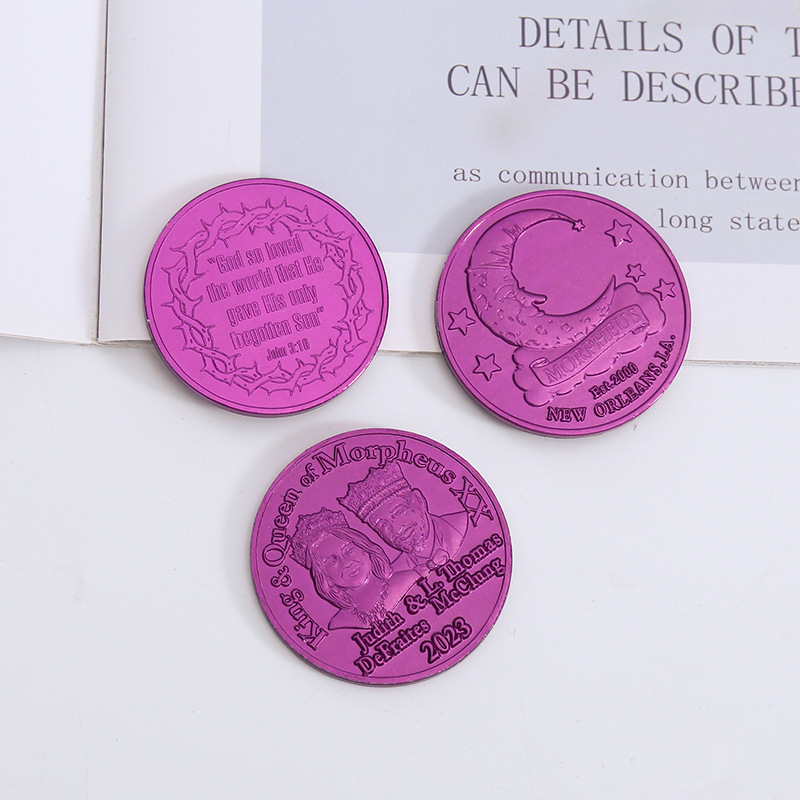 DETAILS OF T
CAN BE DESCRIBE
as communication between
long state
"God so loved
the world that He
gave His only
begotten Son"
John 3:16
MORPHEUS
Est.2000
NEW ORLEANS, LA.
King & Queen of Morpheus XX
Judith & L. Thomas
DeFraites McClung
2023